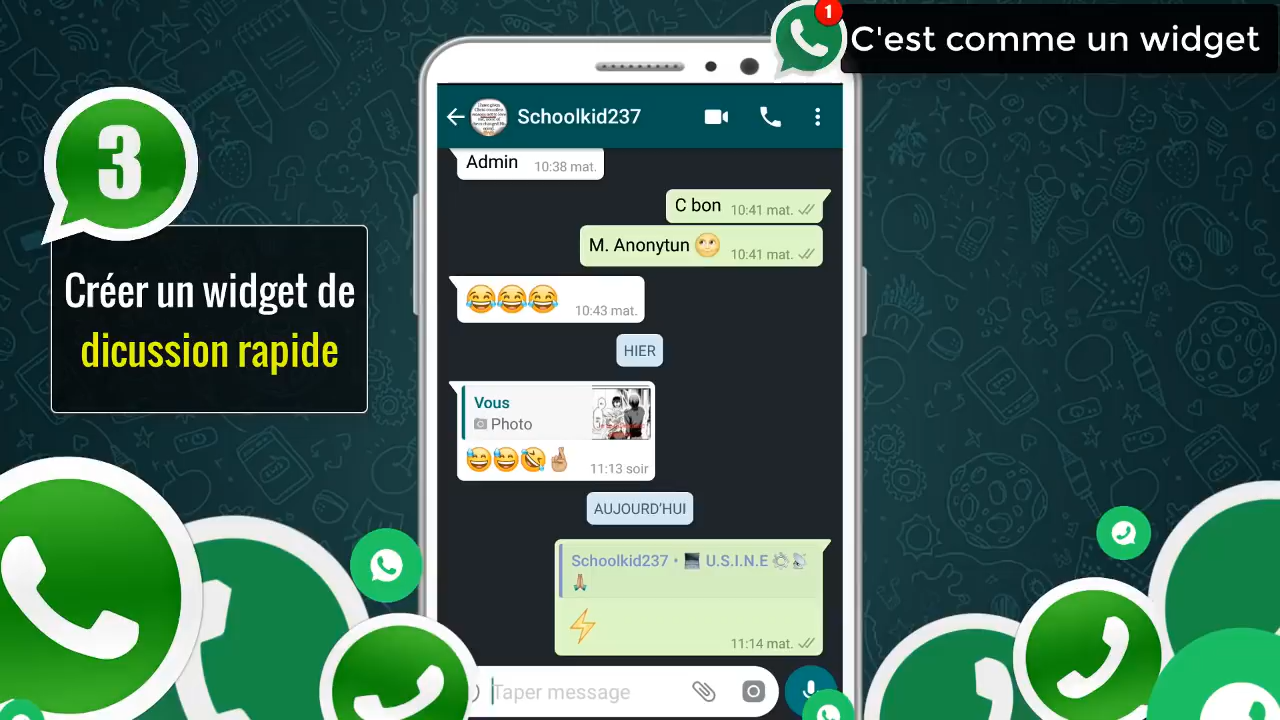 1
C'est comme un widget
3
Créer un widget de
dicussion rapide
Schoolkid237
Admin 10:38 mat.
C bon 10:41 mat.
M. Anonytun 🙄 10:41 mat.
😂😂😂 10:43 mat.
HIER
Vous
Photo
😅😅🤣🤞🏼 11:13 soir
AUJOURD'HUI
Schoolkid237 • U.S.I.N.E
⚡
11:14 mat.
Taper message